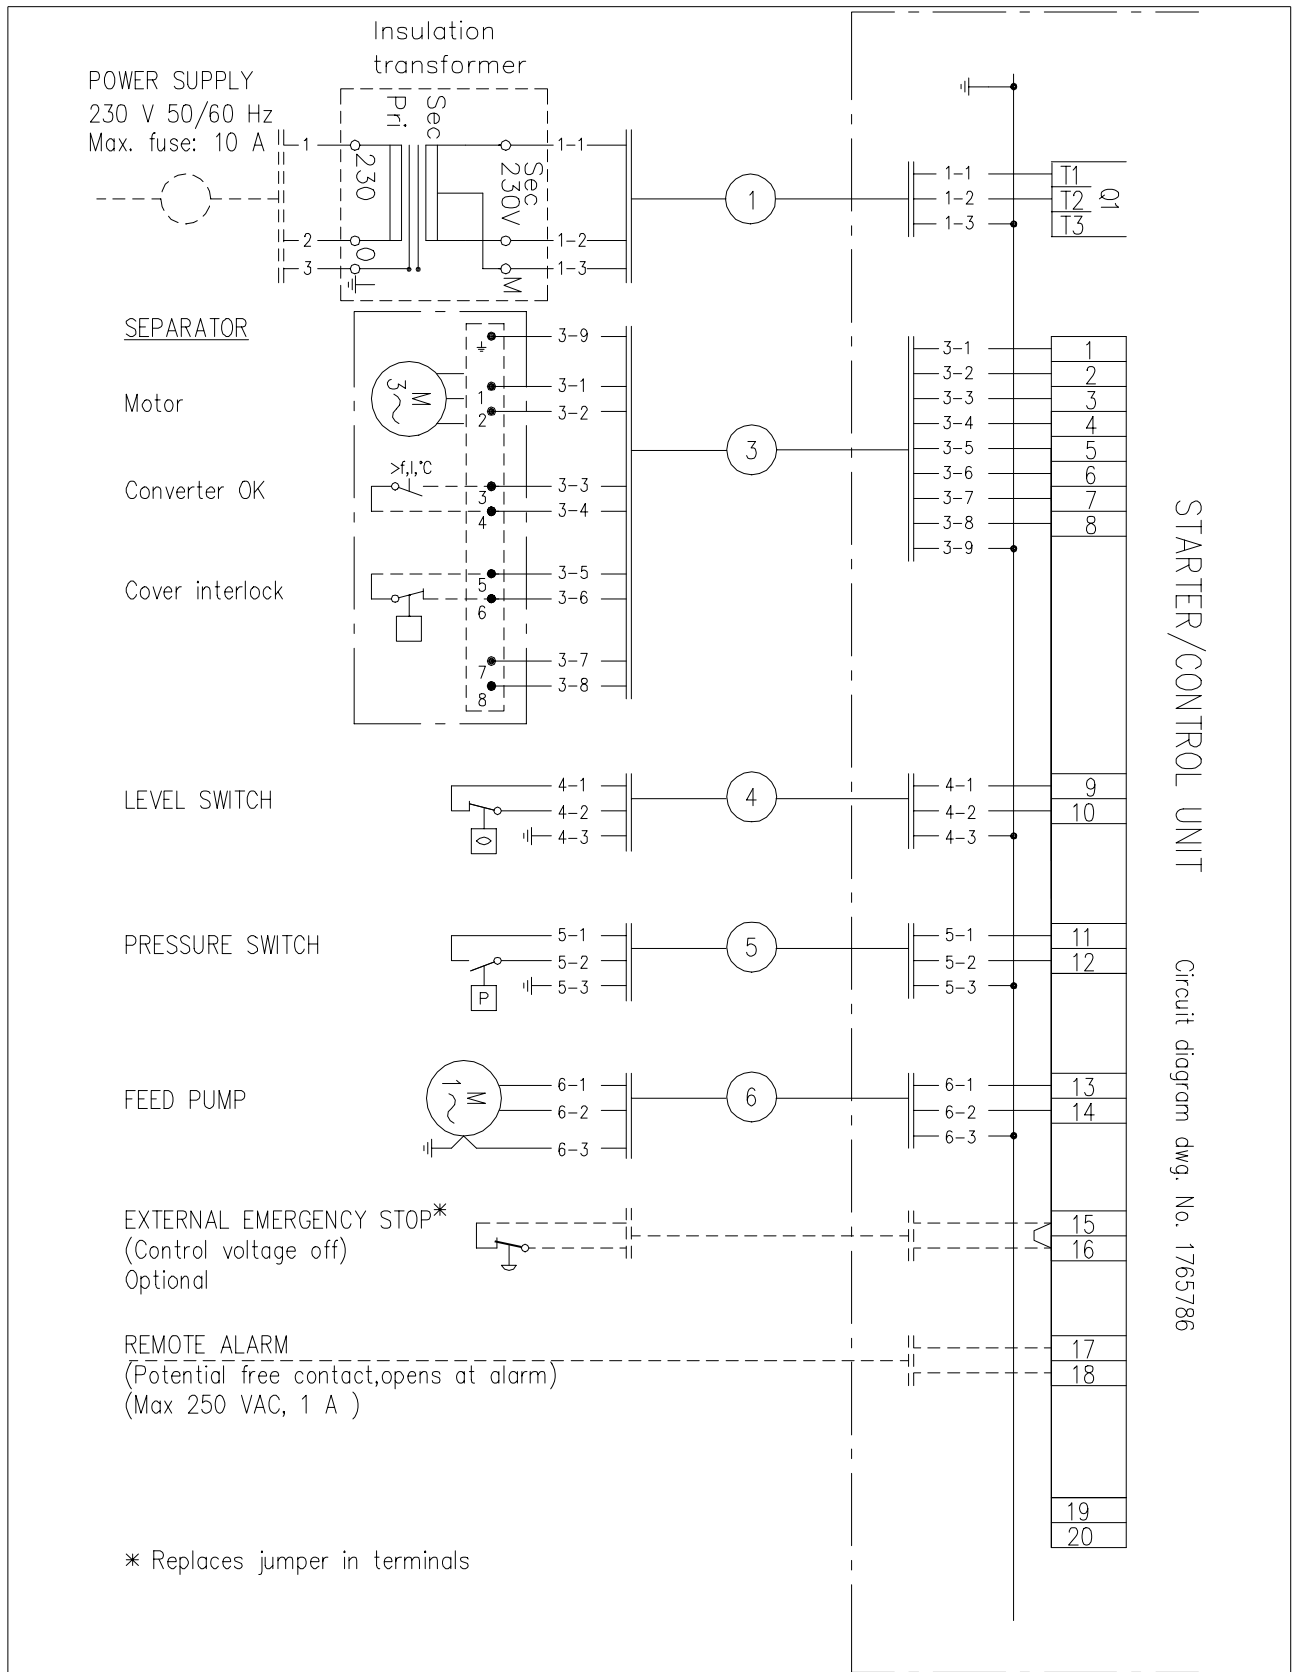 Insulation
transformer
POWER SUPPLY
230 V 50/60 Hz
Max. fuse: 10 A
Pri
Sec
230
0
Sec
230V
M
1
2
3
1-1
1-2
1-3
1
1-1
1-2
1-3
T1
T2
T3
Q1
SEPARATOR
Motor
M
3~
Converter OK
>f,I,°C
Cover interlock
1
2
3
4
5
6
7
8
3-9
3-1
3-2
3-3
3-4
3-5
3-6
3-7
3-8
3
3-1
3-2
3-3
3-4
3-5
3-6
3-7
3-8
3-9
1
2
3
4
5
6
7
8
LEVEL SWITCH
4-1
4-2
4-3
4
4-1
4-2
4-3
9
10
PRESSURE SWITCH
P
5-1
5-2
5-3
5
5-1
5-2
5-3
11
12
FEED PUMP
M
1~
6-1
6-2
6-3
6
6-1
6-2
6-3
13
14
EXTERNAL EMERGENCY STOP*
(Control voltage off)
Optional
15
16
REMOTE ALARM
(Potential free contact,opens at alarm)
(Max 250 VAC, 1 A )
17
18
19
20
* Replaces jumper in terminals
STARTER/CONTROL UNIT
Circuit diagram dwg. No. 1765786